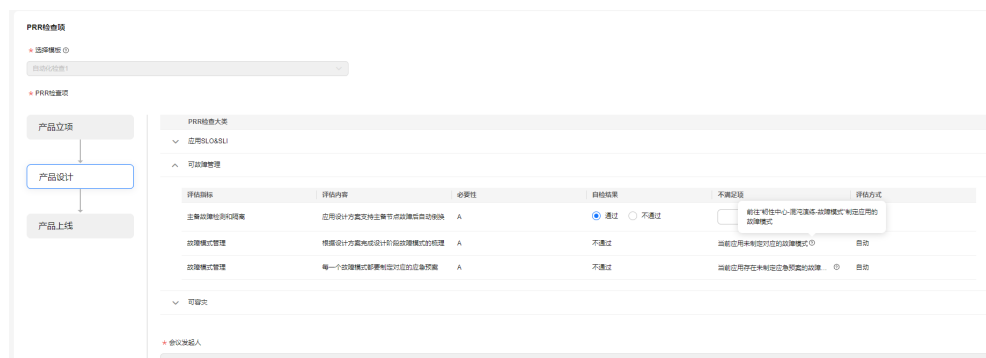 PRR检查项
* 选择模板
自动化检查1
* PRR检查项
产品立项
产品设计
产品上线
PRR检查大类
应用SLO&SLI
可故障管理
评估指标 评估内容 必要性 自检结果 不满足项 评估方式
主备故障检测和隔离 应用设计方案支持主备节点故障后自动倒换 A 通过 不通过
前往"韧性中心-混沌演练-故障模式"制定应用的
故障模式
故障模式管理 根据设计方案完成设计阶段故障模式的梳理 A 不通过 当前应用未制定对应的故障模式 自动
故障模式管理 每一个故障模式都要制定对应的应急预案 A 不通过 当前应用存在未制定应急预案的故障... 自动
可容灾
* 会议发起人